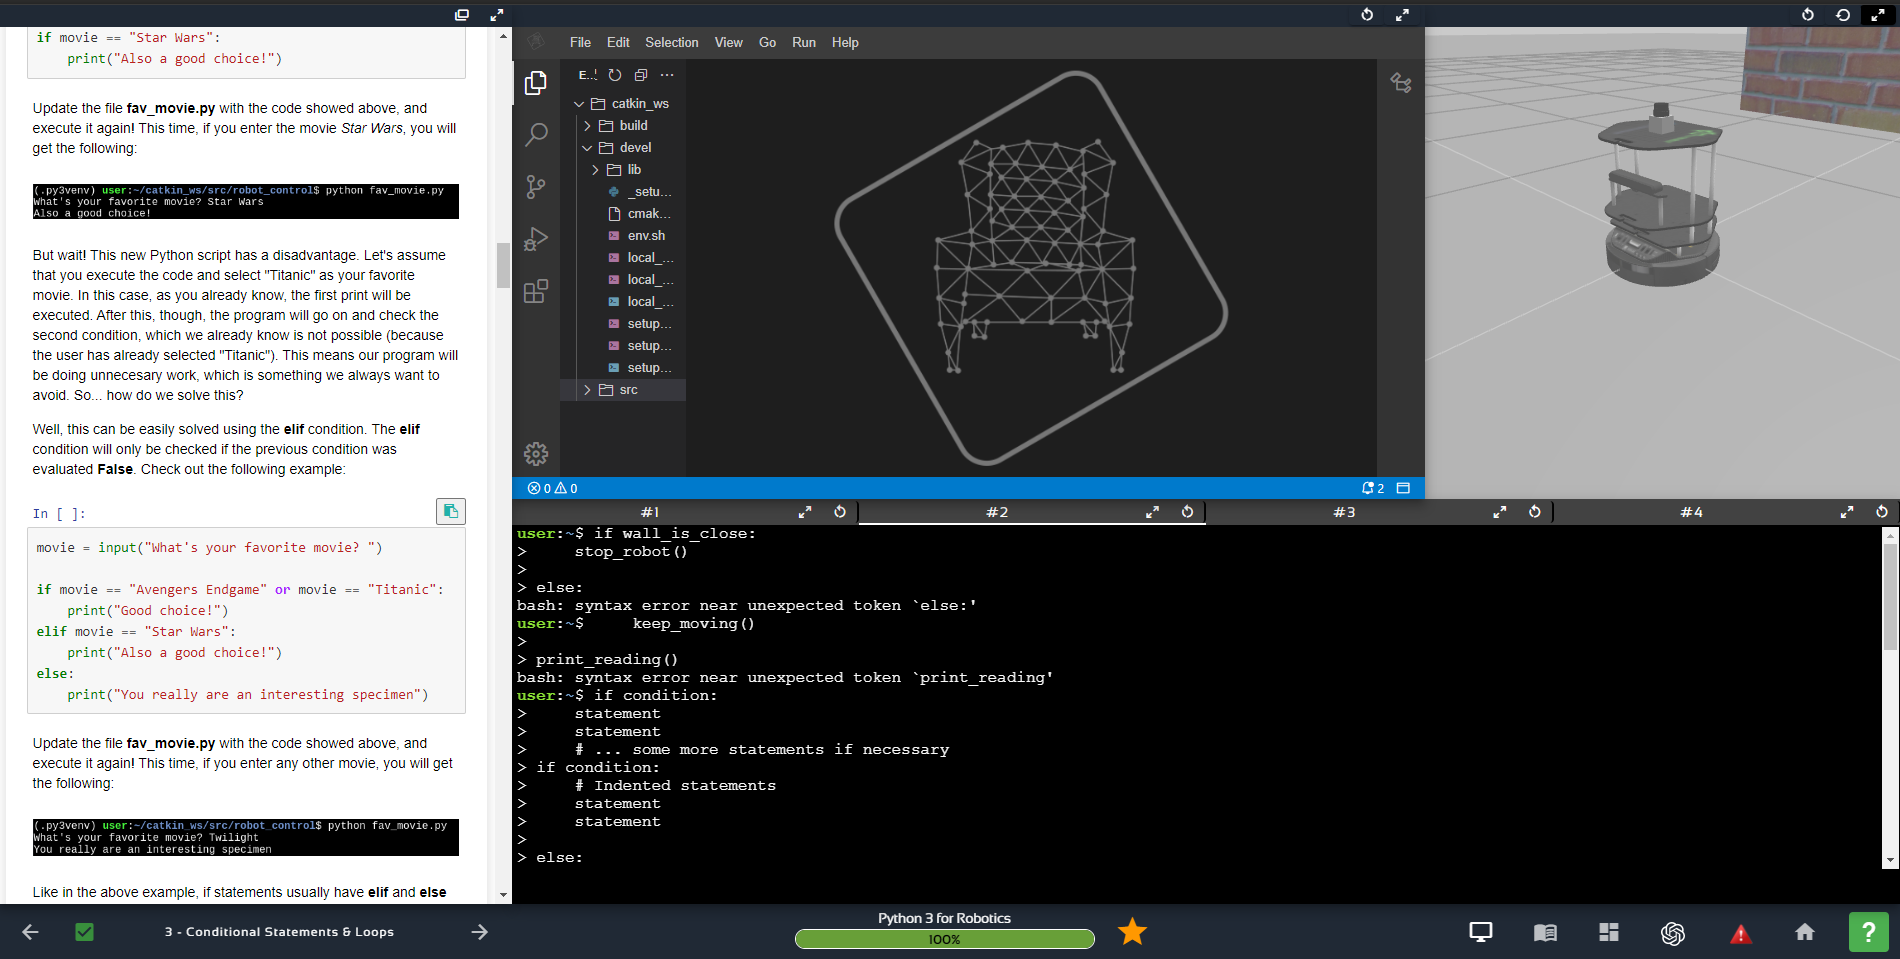 if movie == "Star Wars":
    print("Also a good choice!")
Update the file fav_movie.py with the code showed above, and
execute it again! This time, if you enter the movie Star Wars, you will
get the following:
(.py3venv) user:~/catkin_ws/src/robot_control$ python fav_movie.py
What's your favorite movie? Star Wars
Also a good choice!
But wait! This new Python script has a disadvantage. Let's assume
that you execute the code and select "Titanic" as your favorite
movie. In this case, as you already know, the first print will be
executed. After this, though, the program will go on and check the
second condition, which we already know is not possible (because
the user has already selected "Titanic"). This means our program will
be doing unnecesary work, which is something we always want to
avoid. So... how do we solve this?
Well, this can be easily solved using the elif condition. The elif
condition will only be checked if the previous condition was
evaluated False. Check out the following example:
In [ ]:
movie = input("What's your favorite movie? ")
if movie == "Avengers Endgame" or movie == "Titanic":
    print("Good choice!")
elif movie == "Star Wars":
    print("Also a good choice!")
else:
    print("You really are an interesting specimen")
Update the file fav_movie.py with the code showed above, and
execute it again! This time, if you enter any other movie, you will get
the following:
(.py3venv) user:~/catkin_ws/src/robot_control$ python fav_movie.py
What's your favorite movie? Twilight
You really are an interesting specimen
Like in the above example, if statements usually have elif and else
File Edit Selection View Go Run Help
E..!
catkin_ws
build
devel
lib
_setu...
cmak...
env.sh
local_...
local_...
local_...
setup...
setup...
setup...
src
0 0
2
#1 #2 #3 #4
user:~$ if wall_is_close:
>     stop_robot()
>
> else:
bash: syntax error near unexpected token `else:'
user:~$     keep_moving()
>
> print_reading()
bash: syntax error near unexpected token `print_reading'
user:~$ if condition:
>     statement
>     statement
>     # ... some more statements if necessary
> if condition:
>     # Indented statements
>     statement
>     statement
>
> else:
3 - Conditional Statements & Loops
Python 3 for Robotics
100%
?